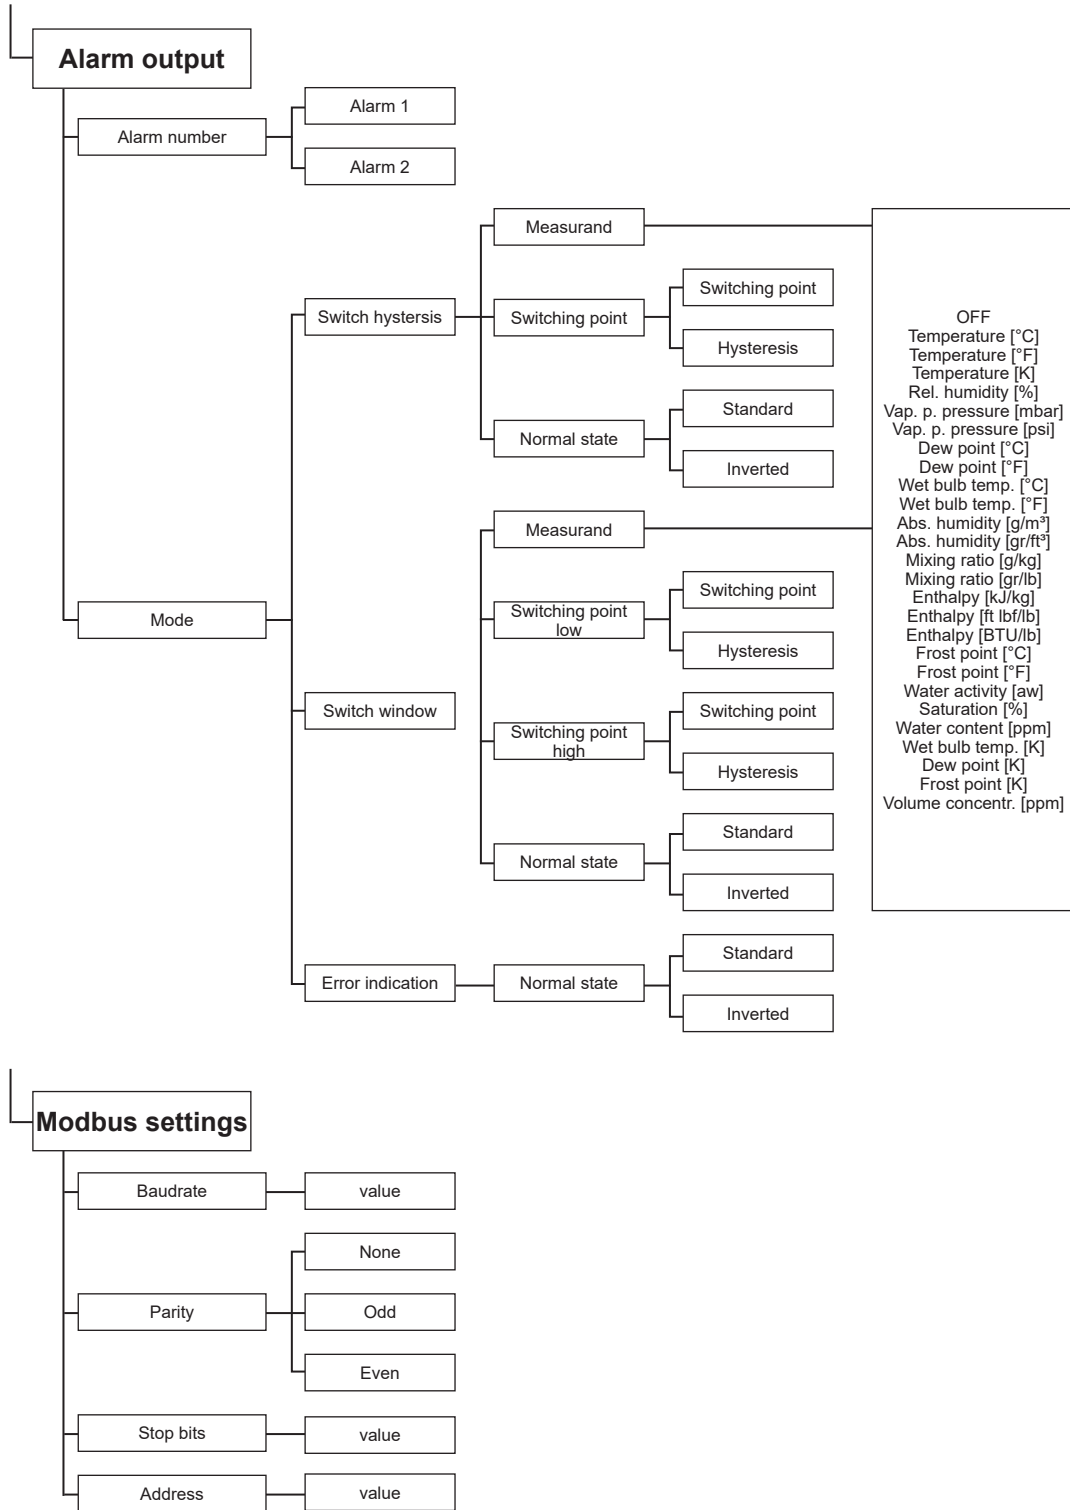 Alarm output
Alarm number
Alarm 1
Alarm 2
Mode
Switch hystersis
Measurand
Switching point
Switching point
Hysteresis
Normal state
Standard
Inverted
Switch window
Measurand
Switching point
low
Switching point
Hysteresis
Switching point
high
Switching point
Hysteresis
Normal state
Standard
Inverted
Error indication
Normal state
Standard
Inverted
OFF
Temperature [°C]
Temperature [°F]
Temperature [K]
Rel. humidity [%]
Vap. p. pressure [mbar]
Vap. p. pressure [psi]
Dew point [°C]
Dew point [°F]
Wet bulb temp. [°C]
Wet bulb temp. [°F]
Abs. humidity [g/m³]
Abs. humidity [gr/ft³]
Mixing ratio [g/kg]
Mixing ratio [gr/lb]
Enthalpy [kJ/kg]
Enthalpy [ft lbf/lb]
Enthalpy [BTU/lb]
Frost point [°C]
Frost point [°F]
Water activity [aw]
Saturation [%]
Water content [ppm]
Wet bulb temp. [K]
Dew point [K]
Frost point [K]
Volume concentr. [ppm]
Modbus settings
Baudrate
value
Parity
None
Odd
Even
Stop bits
value
Address
value